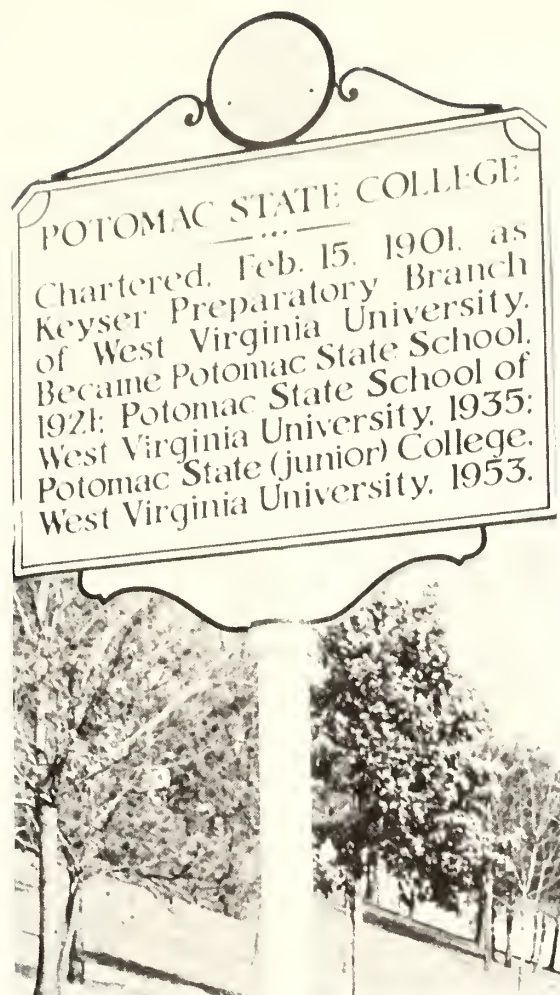 POTOMAC STATE COLLEGE
Chartered, Feb. 15, 1901, as
Keyser Preparatory Branch
of West Virginia University.
Became Potomac State School,
1921; Potomac State School of
West Virginia University, 1935;
Potomac State (junior) College,
West Virginia University, 1953.